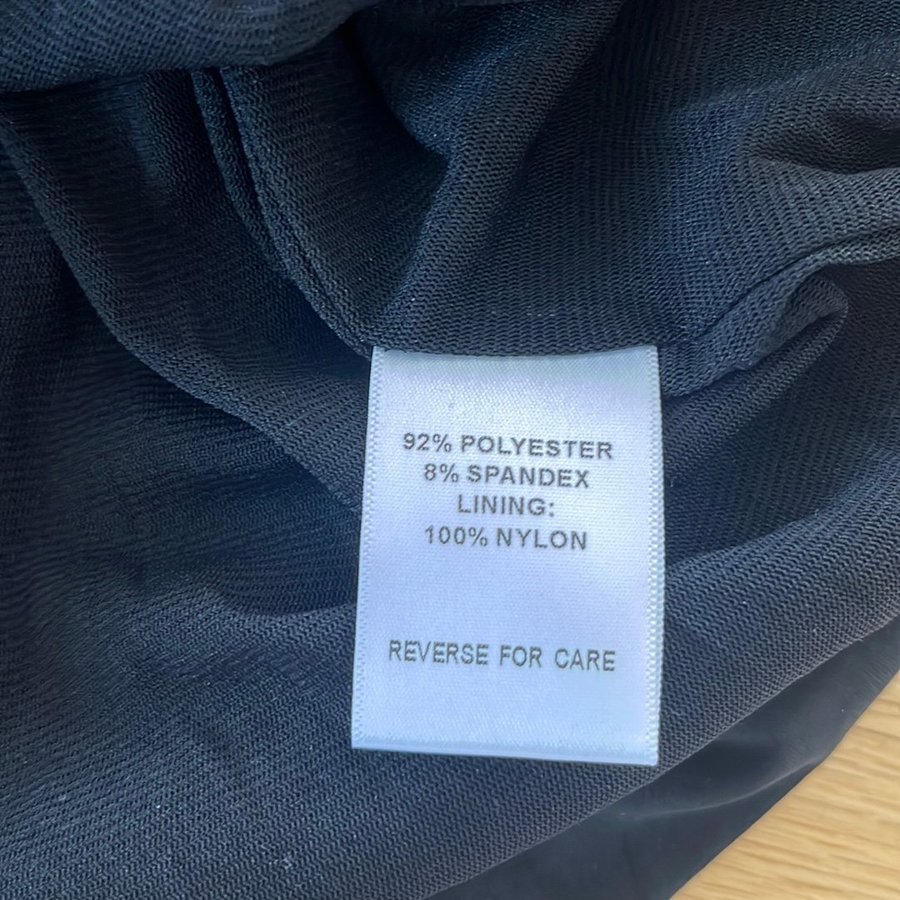 92% POLYESTER
8% SPANDEX
LINING:
100% NYLON
REVERSE FOR CARE